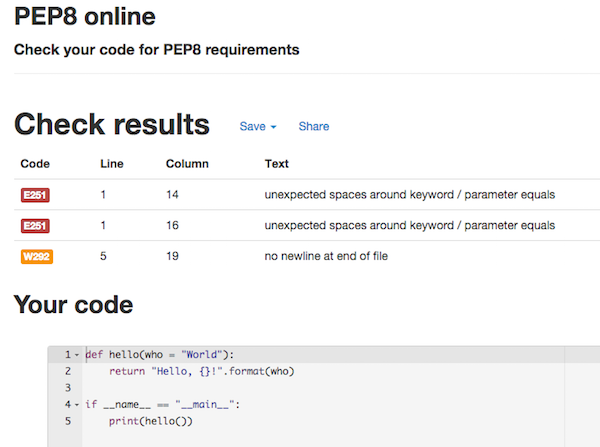 PEP8 online
Check your code for PEP8 requirements
Check results Save Share
Code Line Column Text
E251 1 14 unexpected spaces around keyword / parameter equals
E251 1 16 unexpected spaces around keyword / parameter equals
W292 5 19 no newline at end of file
Your code
1 def hello(who = "World"):
2     return "Hello, {}!".format(who)
3
4 if __name__ == "__main__":
5     print(hello())